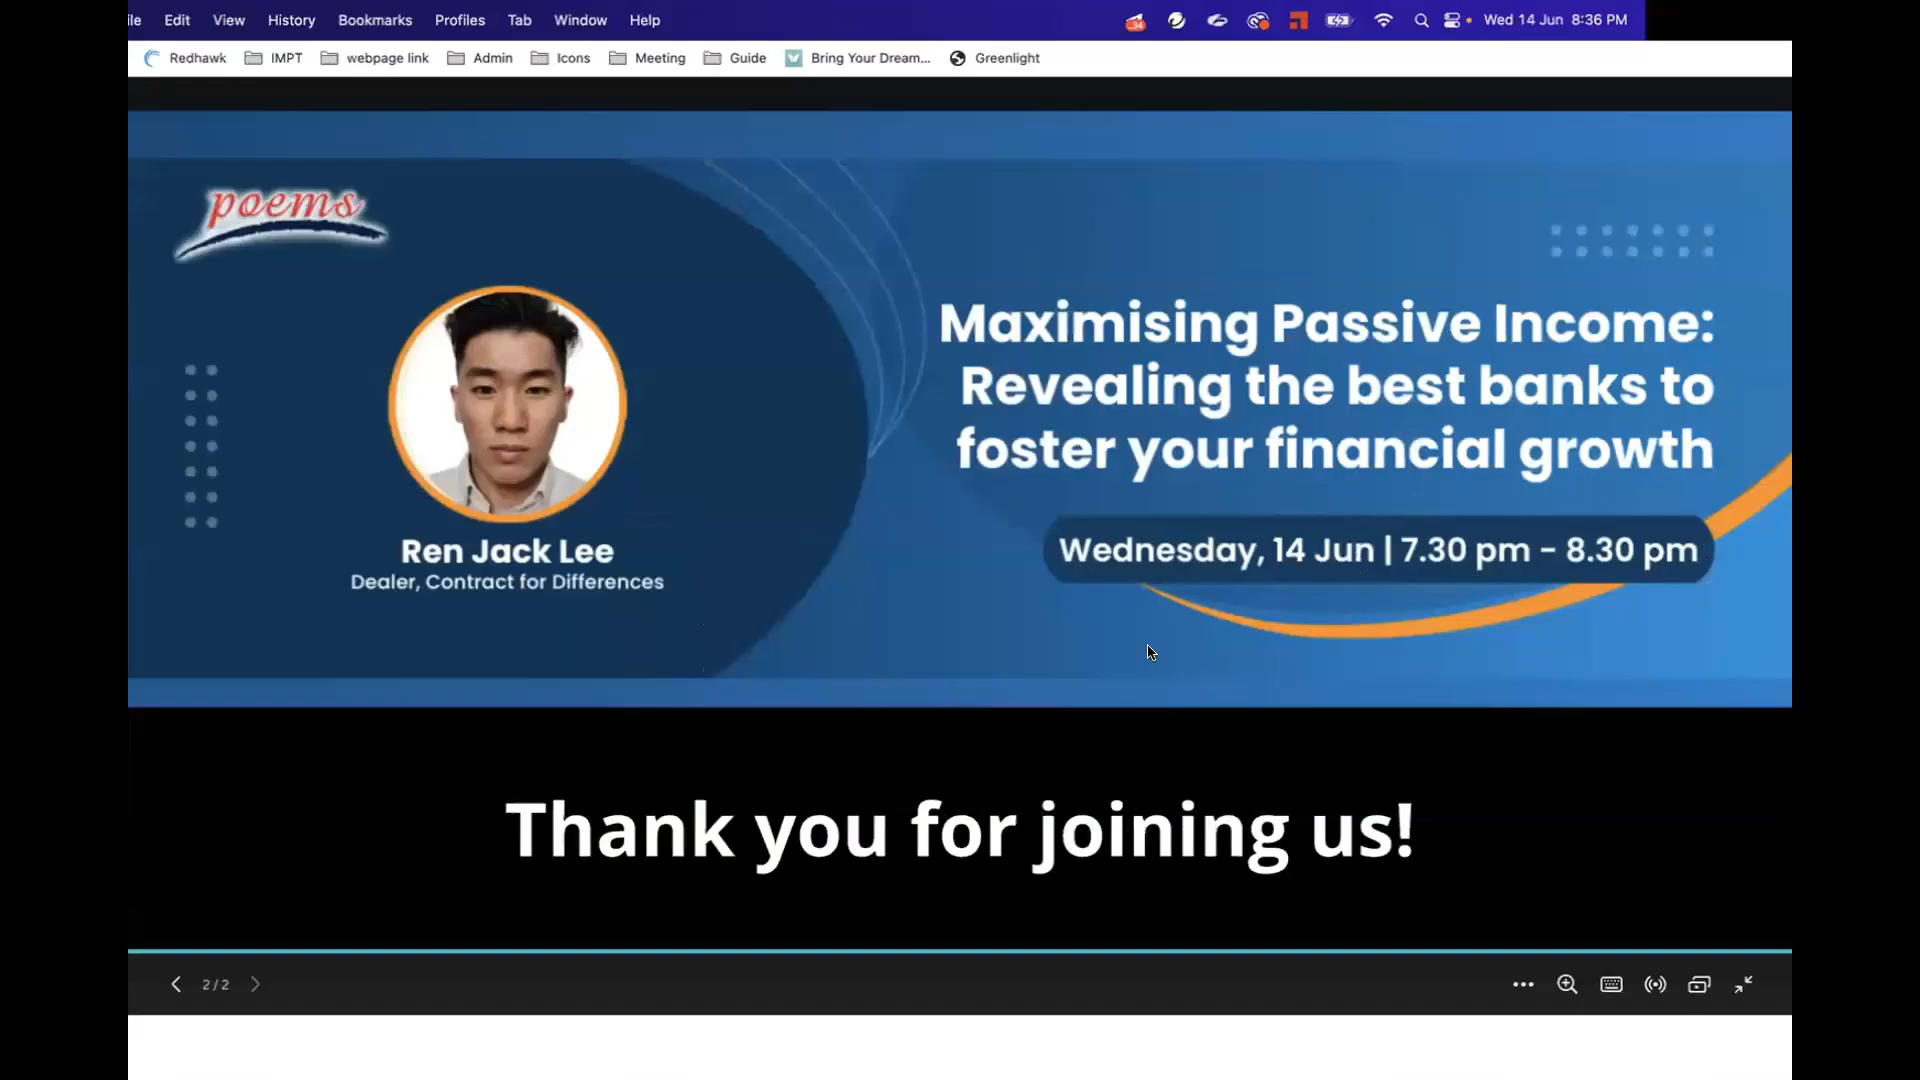 ile Edit View History Bookmarks Profiles Tab Window Help
34
Wed 14 Jun 8:36 PM
Redhawk IMPT webpage link Admin Icons Meeting Guide Bring Your Dream... Greenlight
poems
Maximising Passive Income:
Revealing the best banks to
foster your financial growth
Wednesday, 14 Jun | 7.30 pm - 8.30 pm
Ren Jack Lee
Dealer, Contract for Differences
Thank you for joining us!
2/2